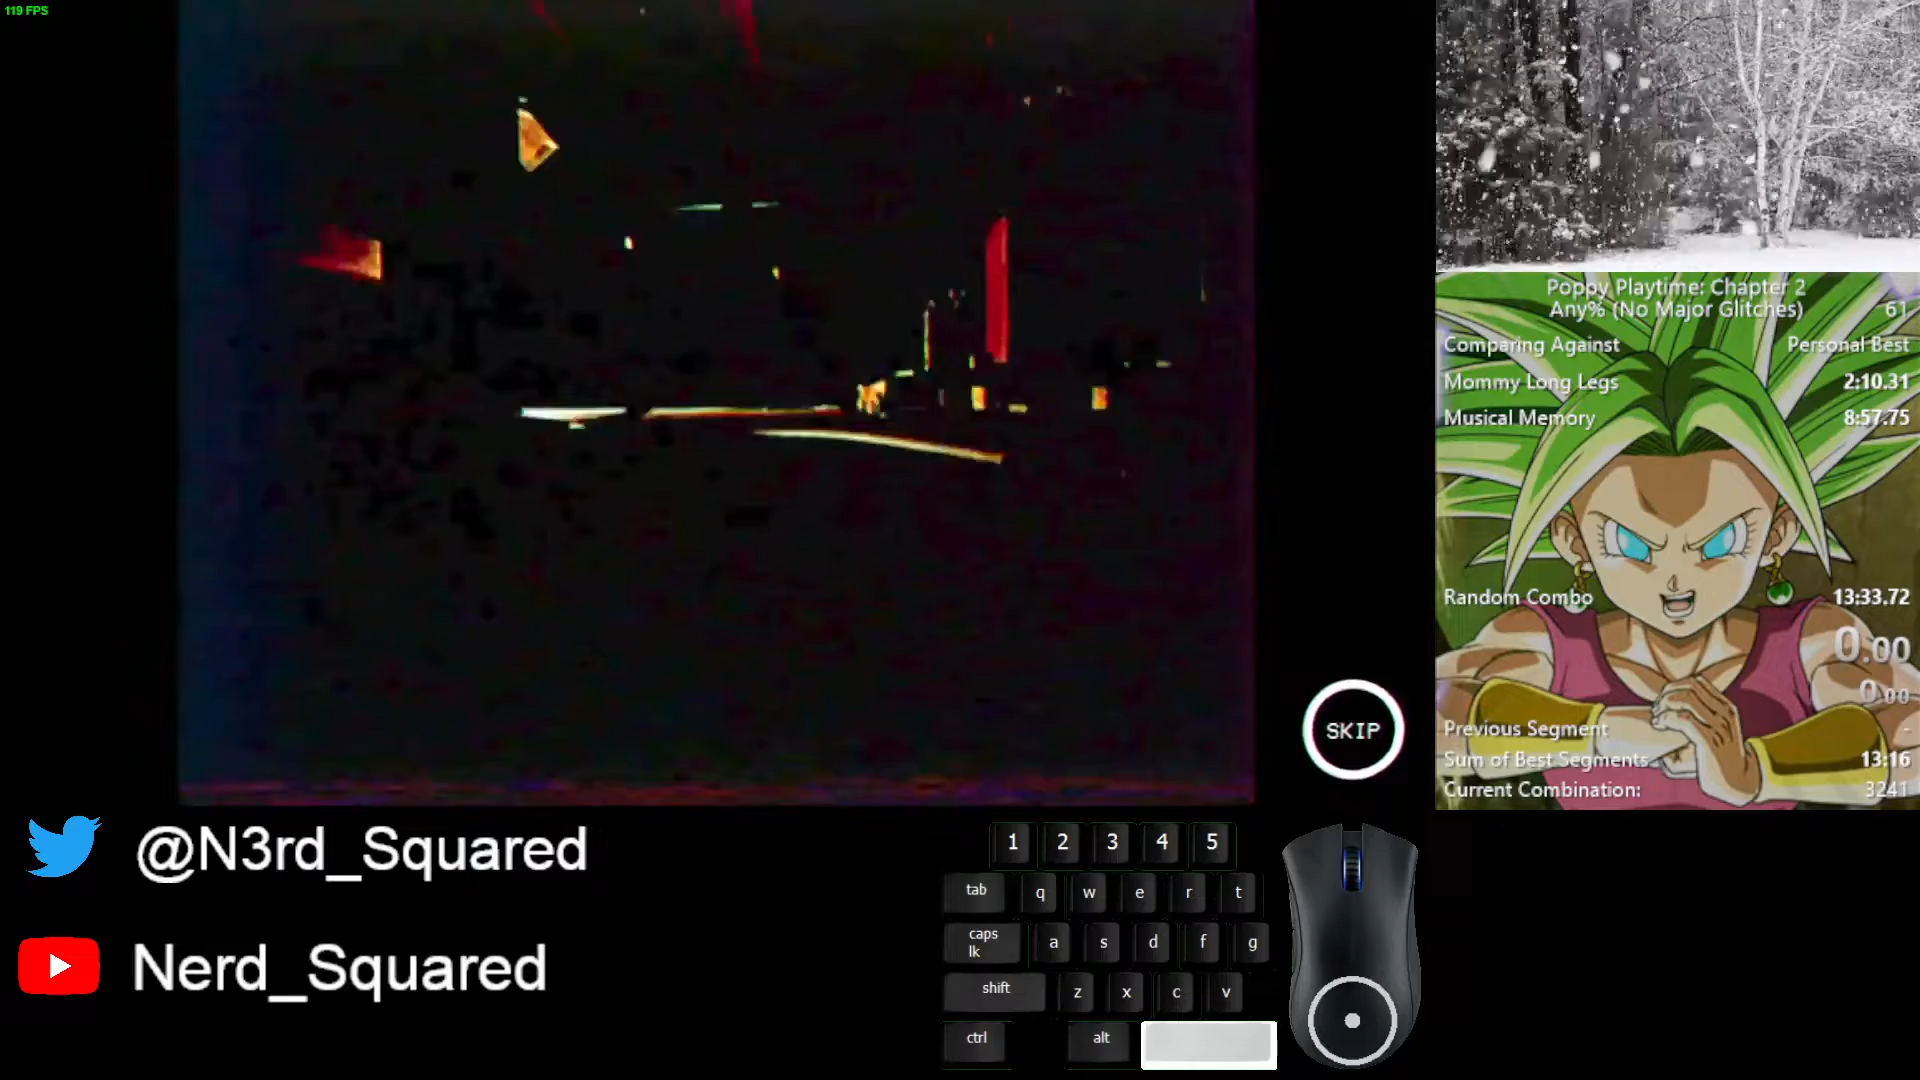 119 FPS
Poppy Playtime: Chapter 2
Any% (No Major Glitches) 61
Comparing Against Personal Best
Mommy Long Legs 2:10.31
Musical Memory 8:57.75
Random Combo 13:33.72
0.00
0.00
Previous Segment -
Sum of Best Segments 13:16
Current Combination: 3241
SKIP
@N3rd_Squared
Nerd_Squared
1 2 3 4 5
tab q w e r t
caps lk a s d f g
shift z x c v
ctrl alt